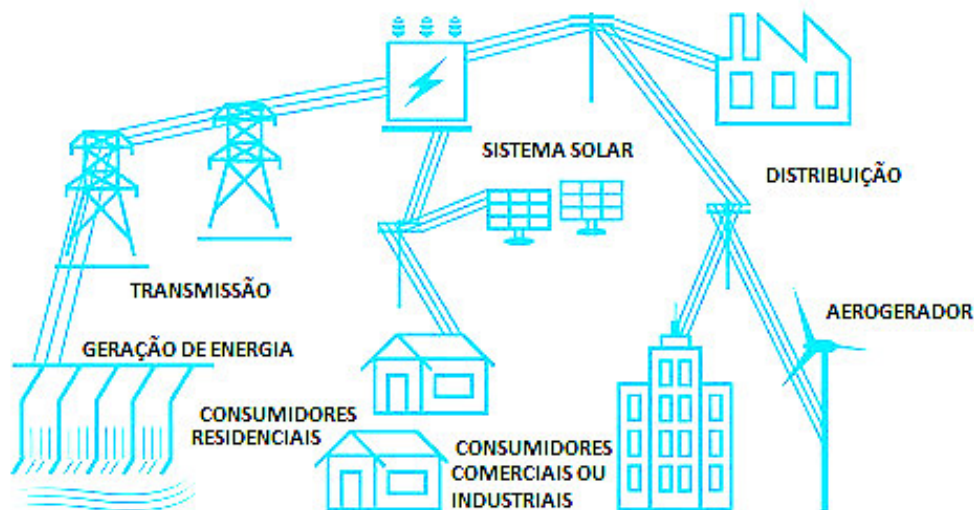 SISTEMA SOLAR
DISTRIBUIÇÃO
TRANSMISSÃO
AEROGERADOR
GERAÇÃO DE ENERGIA
CONSUMIDORES
RESIDENCIAIS
CONSUMIDORES
COMERCIAIS OU
INDUSTRIAIS